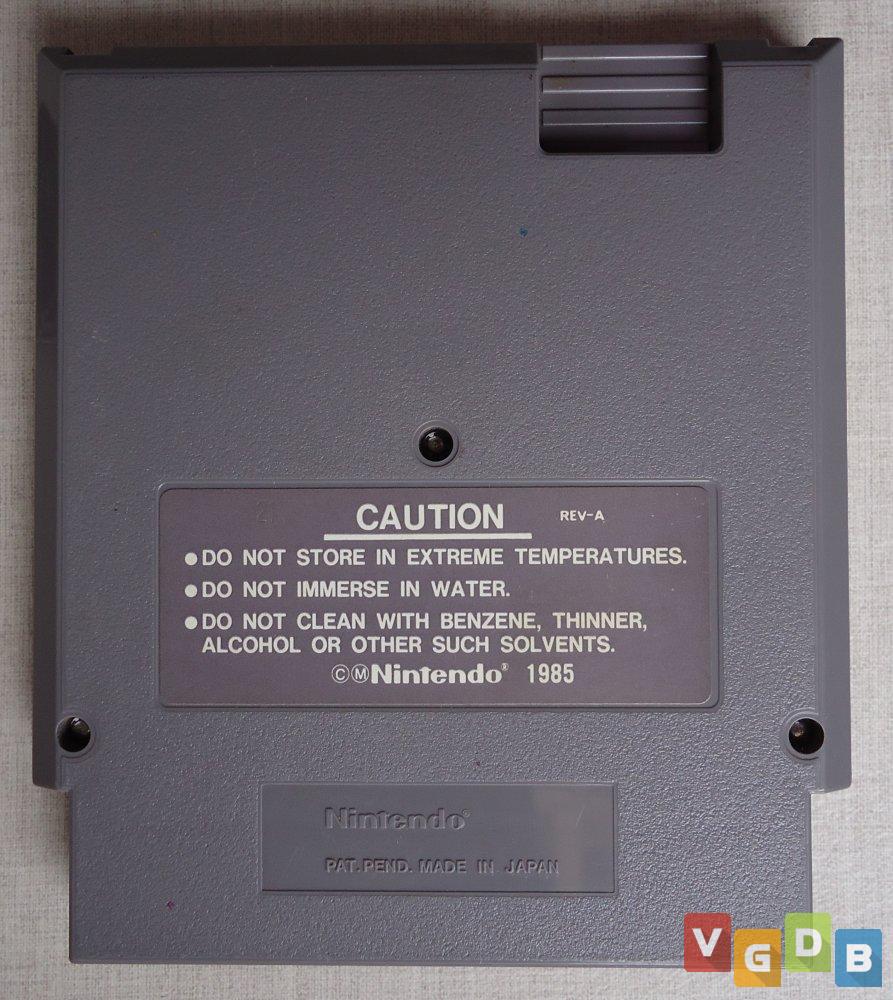 CAUTION REV-A
●DO NOT STORE IN EXTREME TEMPERATURES.
●DO NOT IMMERSE IN WATER.
●DO NOT CLEAN WITH BENZENE, THINNER,
ALCOHOL OR OTHER SUCH SOLVENTS.
ⒸⓂNintendo® 1985
Nintendo®
PAT. PEND. MADE IN JAPAN
VGDB